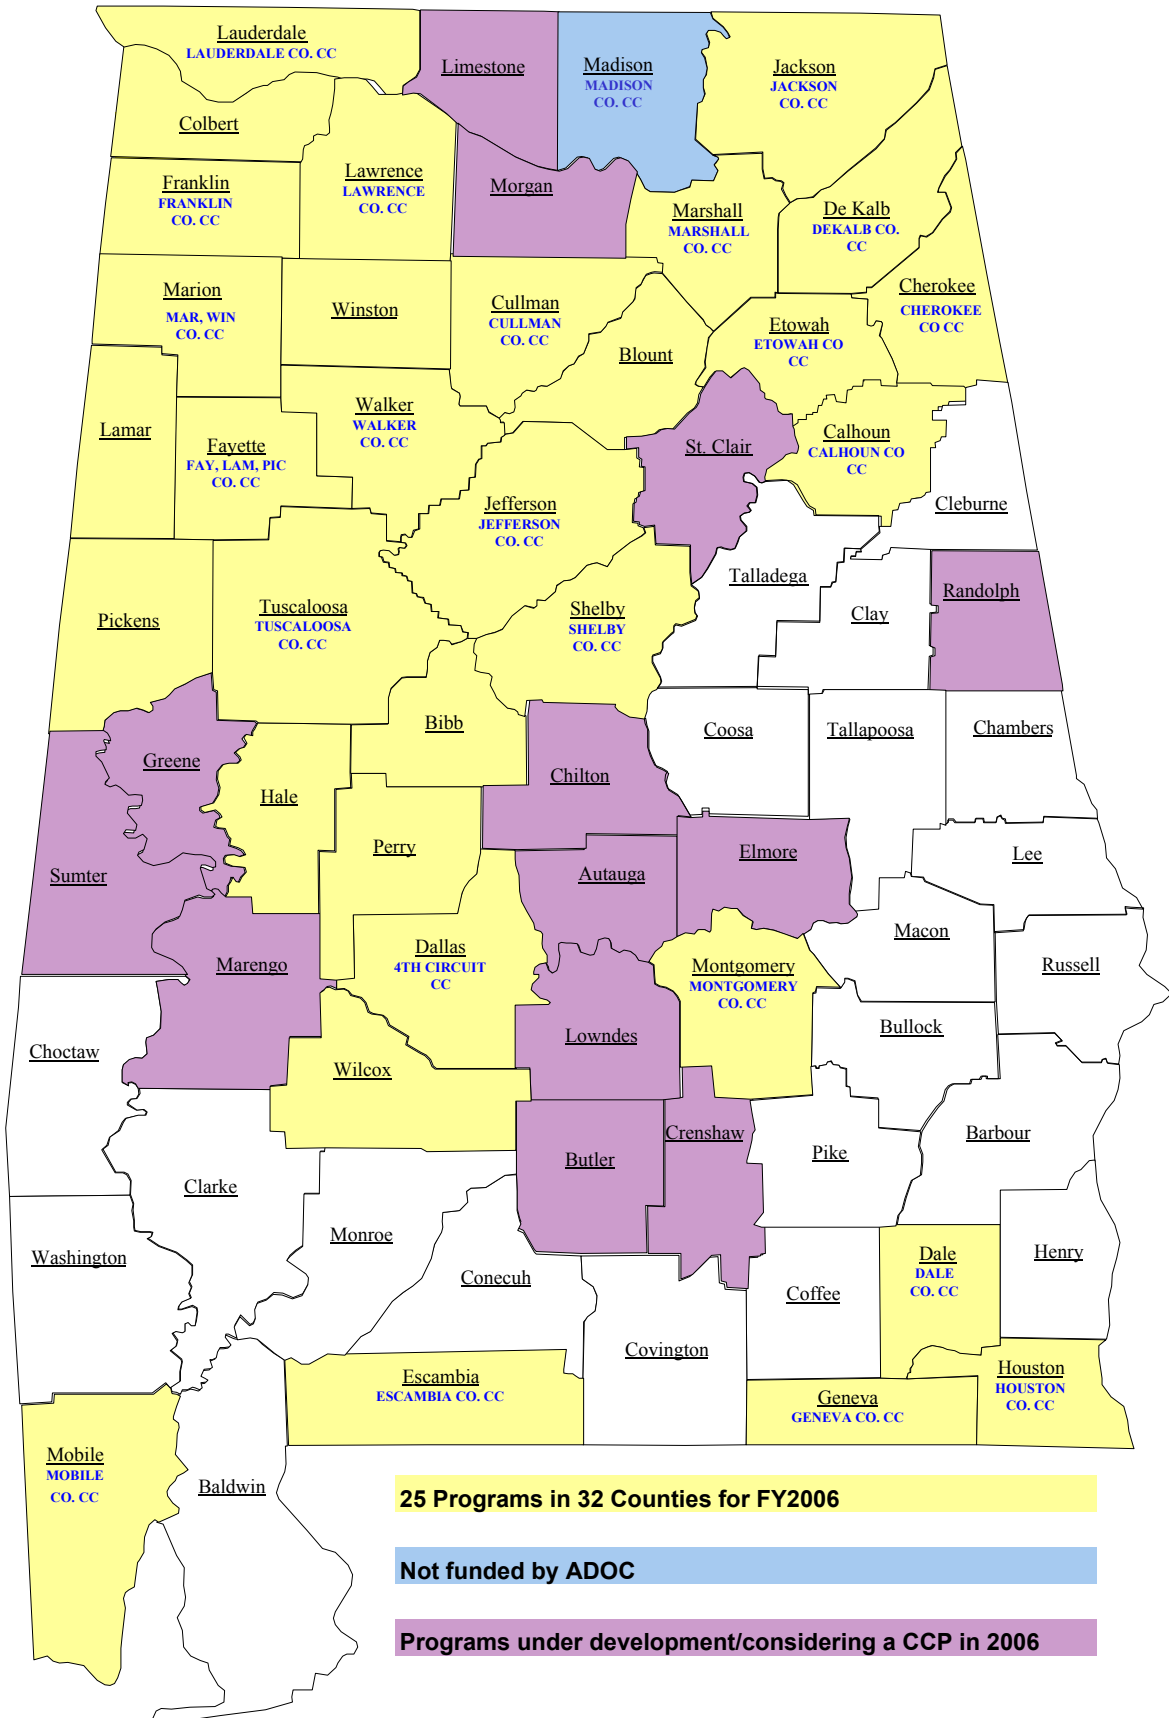 Lauderdale
LAUDERDALE CO. CC
Limestone
Madison
MADISON
CO. CC
Jackson
JACKSON
CO. CC
Colbert
Franklin
FRANKLIN
CO. CC
Lawrence
LAWRENCE
CO. CC
Morgan
Marshall
MARSHALL
CO. CC
De Kalb
DEKALB CO.
CC
Marion
MAR, WIN
CO. CC
Winston
Cullman
CULLMAN
CO. CC
Blount
Etowah
ETOWAH CO
CC
Cherokee
CHEROKEE
CO CC
Lamar
Fayette
FAY, LAM, PIC
CO. CC
Walker
WALKER
CO. CC
Jefferson
JEFFERSON
CO. CC
St. Clair
Calhoun
CALHOUN CO
CC
Cleburne
Pickens
Tuscaloosa
TUSCALOOSA
CO. CC
Shelby
SHELBY
CO. CC
Talladega
Clay
Randolph
Greene
Bibb
Coosa
Tallapoosa
Chambers
Hale
Chilton
Sumter
Perry
Autauga
Elmore
Lee
Marengo
Dallas
4TH CIRCUIT
CC
Montgomery
MONTGOMERY
CO. CC
Macon
Russell
Choctaw
Wilcox
Lowndes
Bullock
Clarke
Butler
Crenshaw
Pike
Barbour
Washington
Monroe
Conecuh
Covington
Coffee
Dale
DALE
CO. CC
Henry
Escambia
ESCAMBIA CO. CC
Geneva
GENEVA CO. CC
Houston
HOUSTON
CO. CC
Mobile
MOBILE
CO. CC
Baldwin
25 Programs in 32 Counties for FY2006
Not funded by ADOC
Programs under development/considering a CCP in 2006